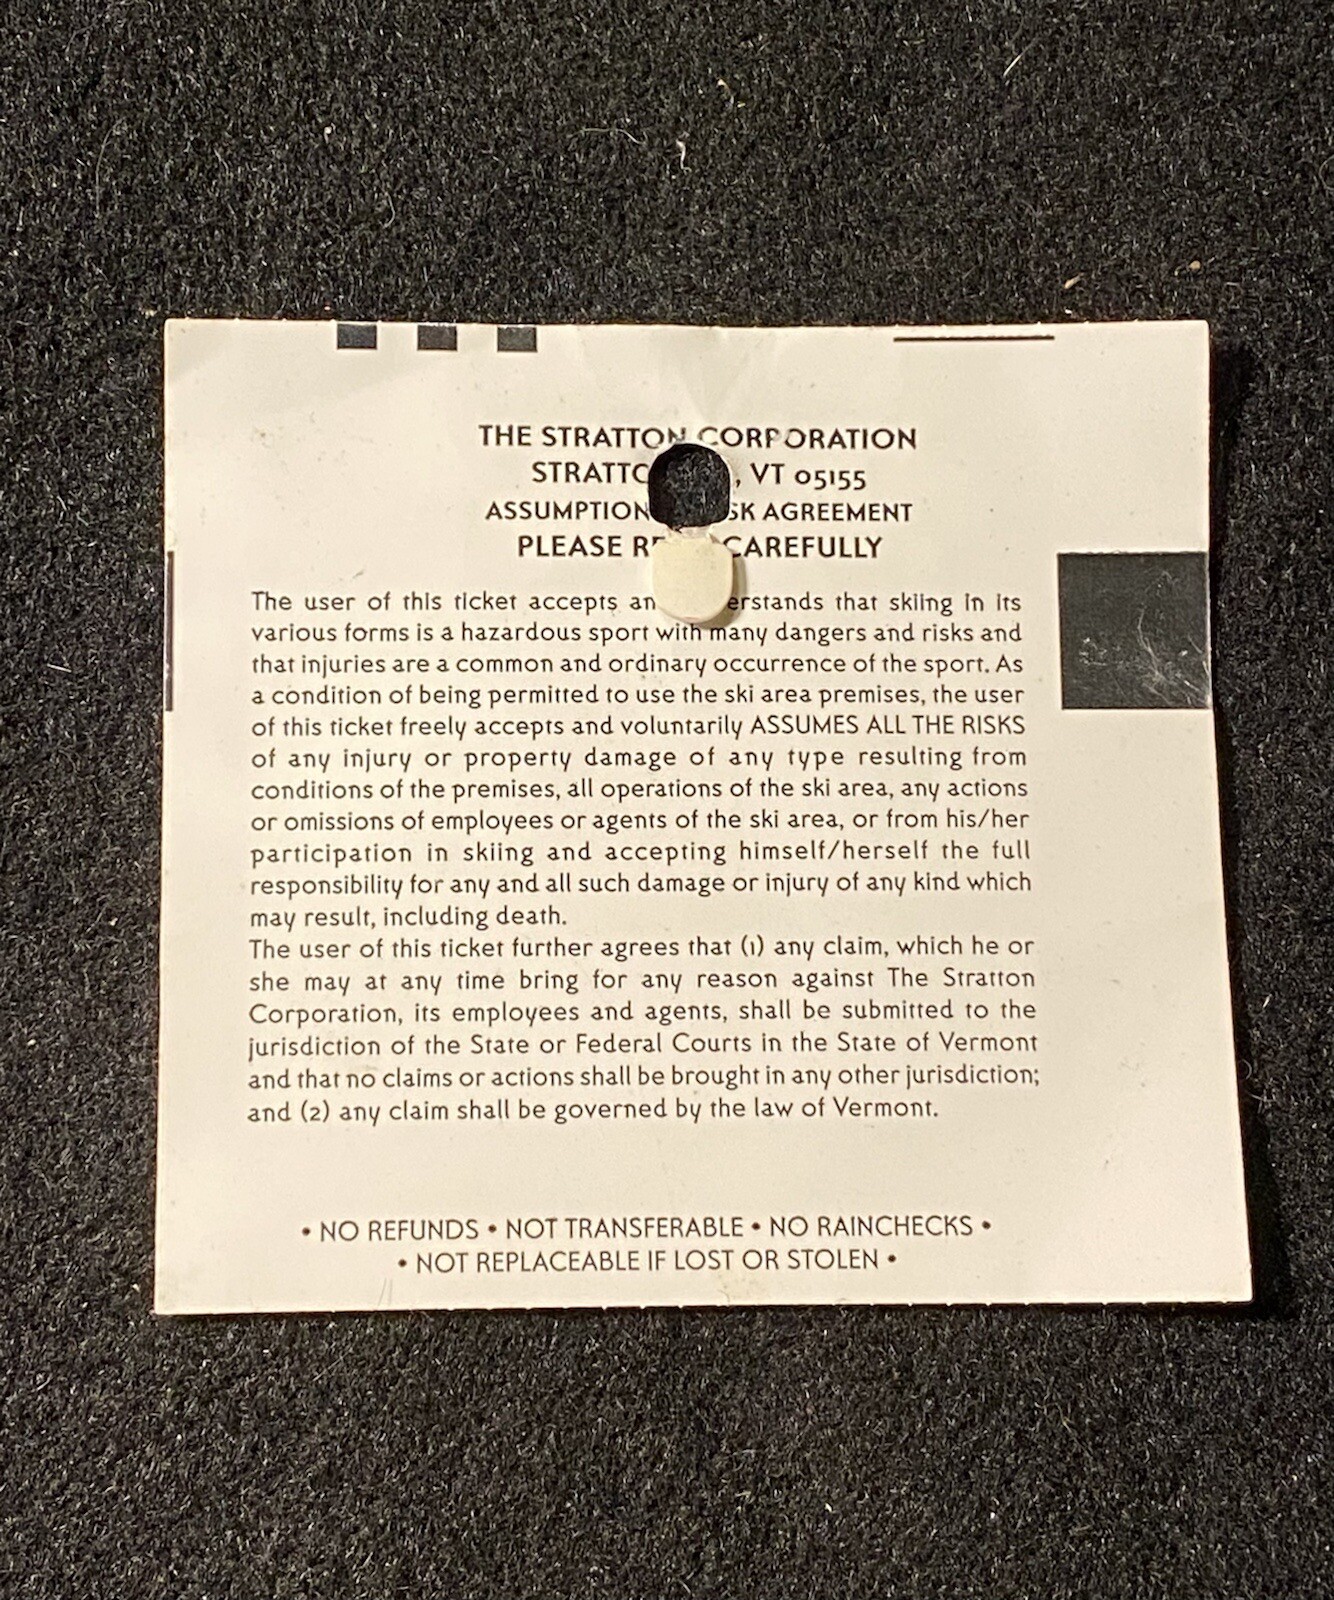 THE STRATTON CORPORATION
STRATTO , VT 05155
ASSUMPTION SK AGREEMENT
PLEASE RE CAREFULLY
The user of this ticket accepts an erstands that skiing in its
various forms is a hazardous sport with many dangers and risks and
that injuries are a common and ordinary occurrence of the sport. As
a condition of being permitted to use the ski area premises, the user
of this ticket freely accepts and voluntarily ASSUMES ALL THE RISKS
of any injury or property damage of any type resulting from
conditions of the premises, all operations of the ski area, any actions
or omissions of employees or agents of the ski area, or from his/her
participation in skiing and accepting himself/herself the full
responsibility for any and all such damage or injury of any kind which
may result, including death.
The user of this ticket further agrees that (1) any claim, which he or
she may at any time bring for any reason against The Stratton
Corporation, its employees and agents, shall be submitted to the
jurisdiction of the State or Federal Courts in the State of Vermont
and that no claims or actions shall be brought in any other jurisdiction;
and (2) any claim shall be governed by the law of Vermont.
• NO REFUNDS • NOT TRANSFERABLE • NO RAINCHECKS •
• NOT REPLACEABLE IF LOST OR STOLEN •